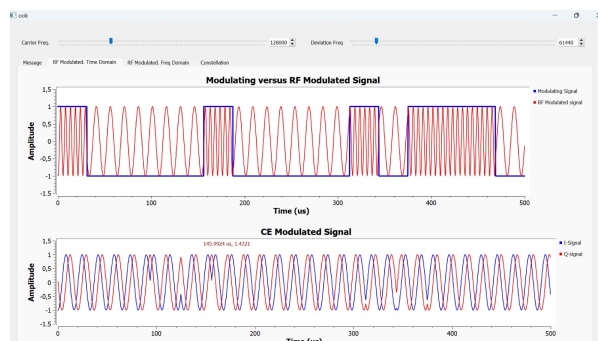 ook
Carrier Freq. 128000 Deviation Freq 61440
Message RF Modulated. Time Domain RF Modulated. Freq Domain Constellation
Modulating versus RF Modulated Signal
1,5
1
0,5
0
-0,5
-1
-1,5
Amplitude
0 100 200 300 400 500
Time (us)
Modulating Signal
RF Modulated signal
CE Modulated Signal
145.9924 us, 1.4321
1,5
1
0,5
0
-0,5
-1
-1.5
Amplitude
0 100 200 300 400 500
Time (us)
I-Signal
Q-signal